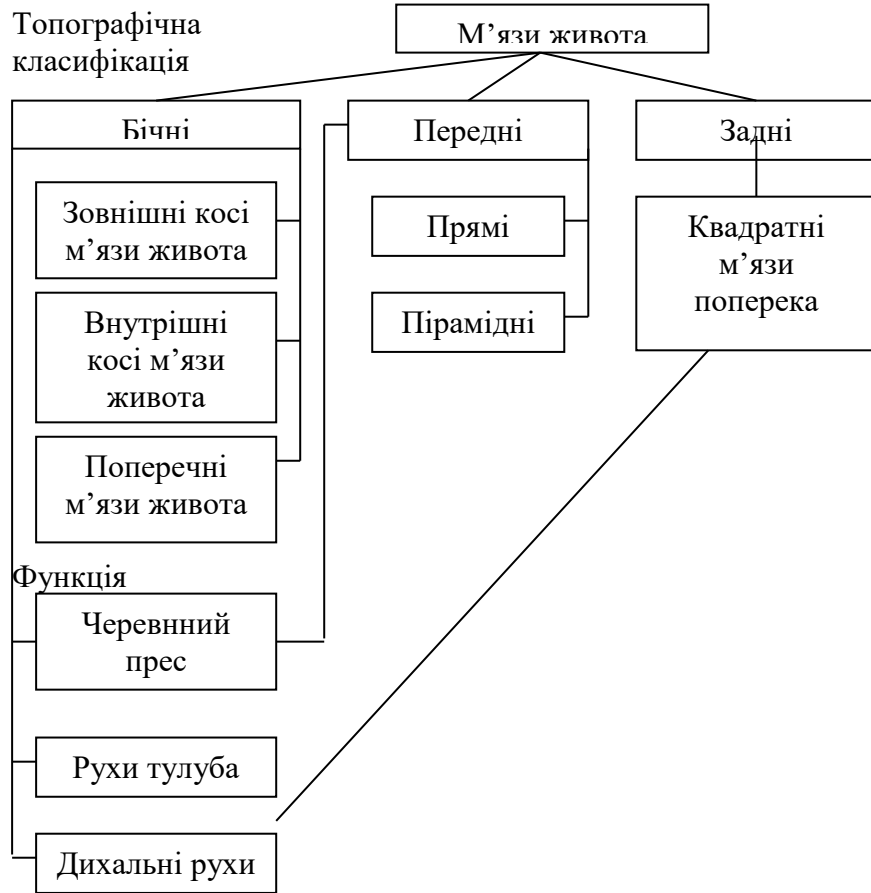 Топографічна
класифікація
М’язи живота
Бічні
Передні
Задні
Зовнішні косі
м’язи живота
Внутрішні
косі м’язи
живота
Поперечні
м’язи живота
Прямі
Пірамідні
Квадратні
м’язи
поперека
Функція
Черевнний
прес
Рухи тулуба
Дихальні рухи